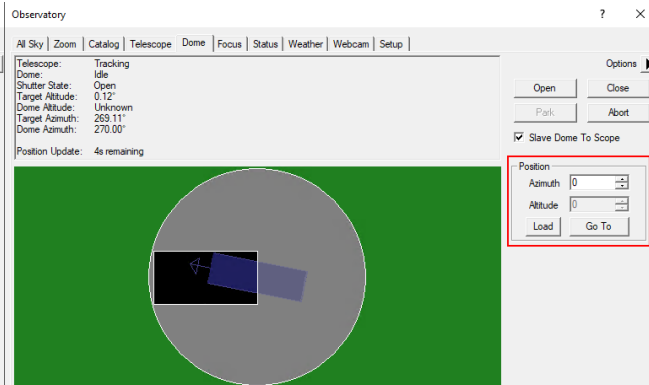 Observatory ? ×
All Sky Zoom Catalog Telescope Dome Focus Status Weather Webcam Setup
Telescope: Tracking
Dome: Idle
Shutter State: Open
Target Altitude: 0.12°
Dome Altitude: Unknown
Target Azimuth: 269.11°
Dome Azimuth: 270.00°
Position Update: 4s remaining
Options
Open Close
Park Abort
Slave Dome To Scope
Position
Azimuth 0
Altitude 0
Load Go To